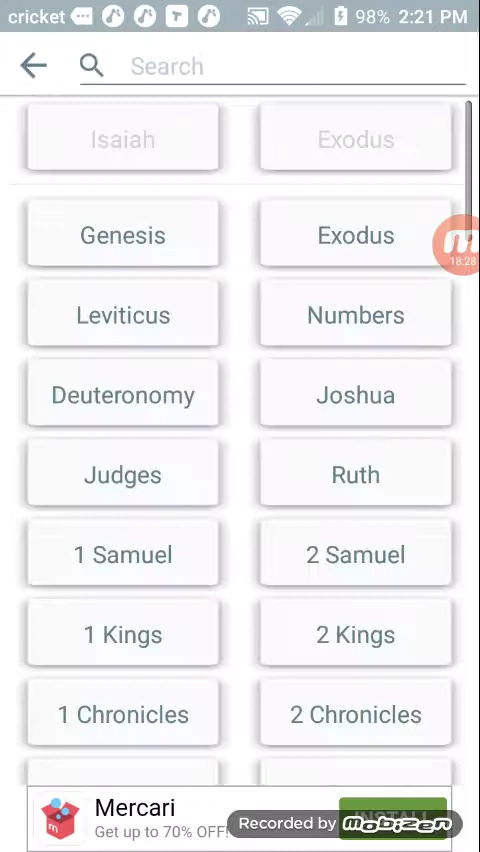 cricket 98% 2:21 PM
Search
Isaiah Exodus
Genesis Exodus
Leviticus Numbers
Deuteronomy Joshua
Judges Ruth
1 Samuel 2 Samuel
1 Kings 2 Kings
1 Chronicles 2 Chronicles
18:28
Mercari
Get up to 70% OFF!
Recorded by mobizen